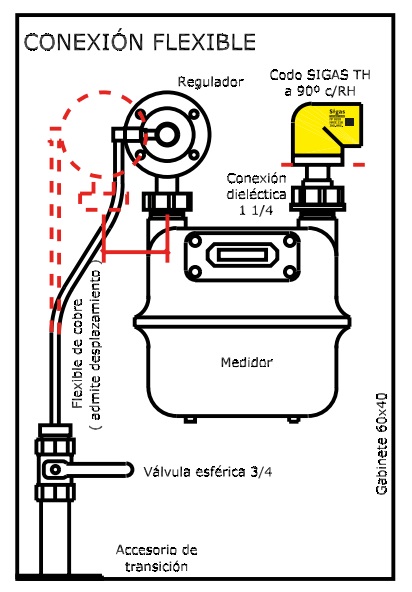 CONEXIÓN FLEXIBLE
Regulador
Codo SIGAS TH
a 90º c/RH
Sigas
Conexión
dieléctica
1 1/4
Flexible de cobre
( admite desplazamiento )
Medidor
Gabinete 60x40
Válvula esférica 3/4
Accesorio de
transición